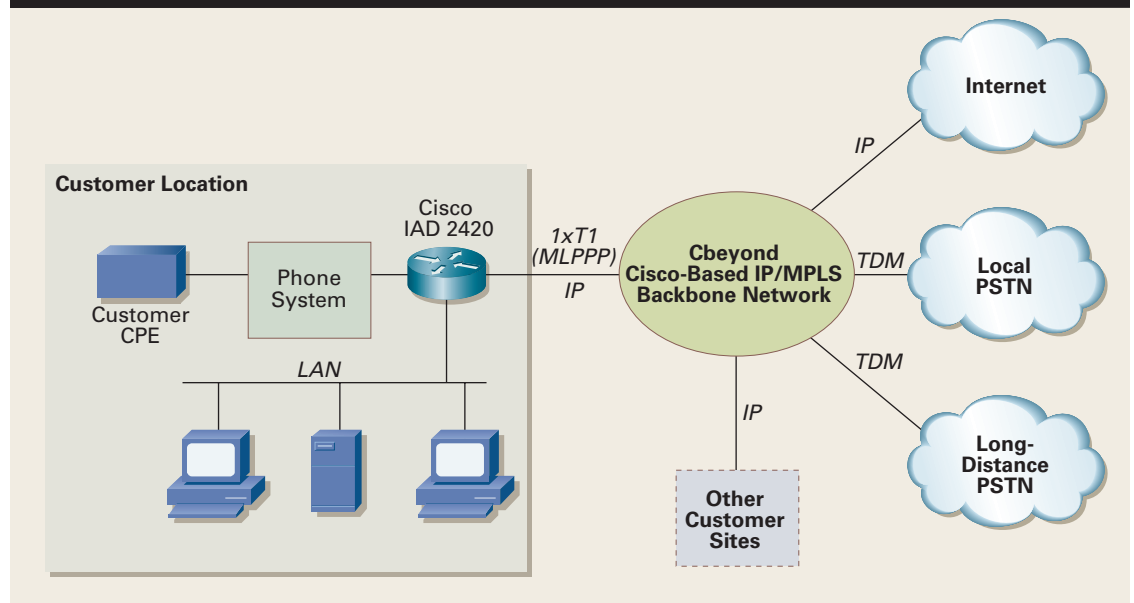 Internet
IP
Customer Location
Cisco
IAD 2420
1xT1
(MLPPP)
IP
Cbeyond
Cisco-Based IP/MPLS
Backbone Network
TDM
Local
PSTN
Phone
System
Customer
CPE
LAN
TDM
IP
Long-
Distance
PSTN
Other
Customer
Sites